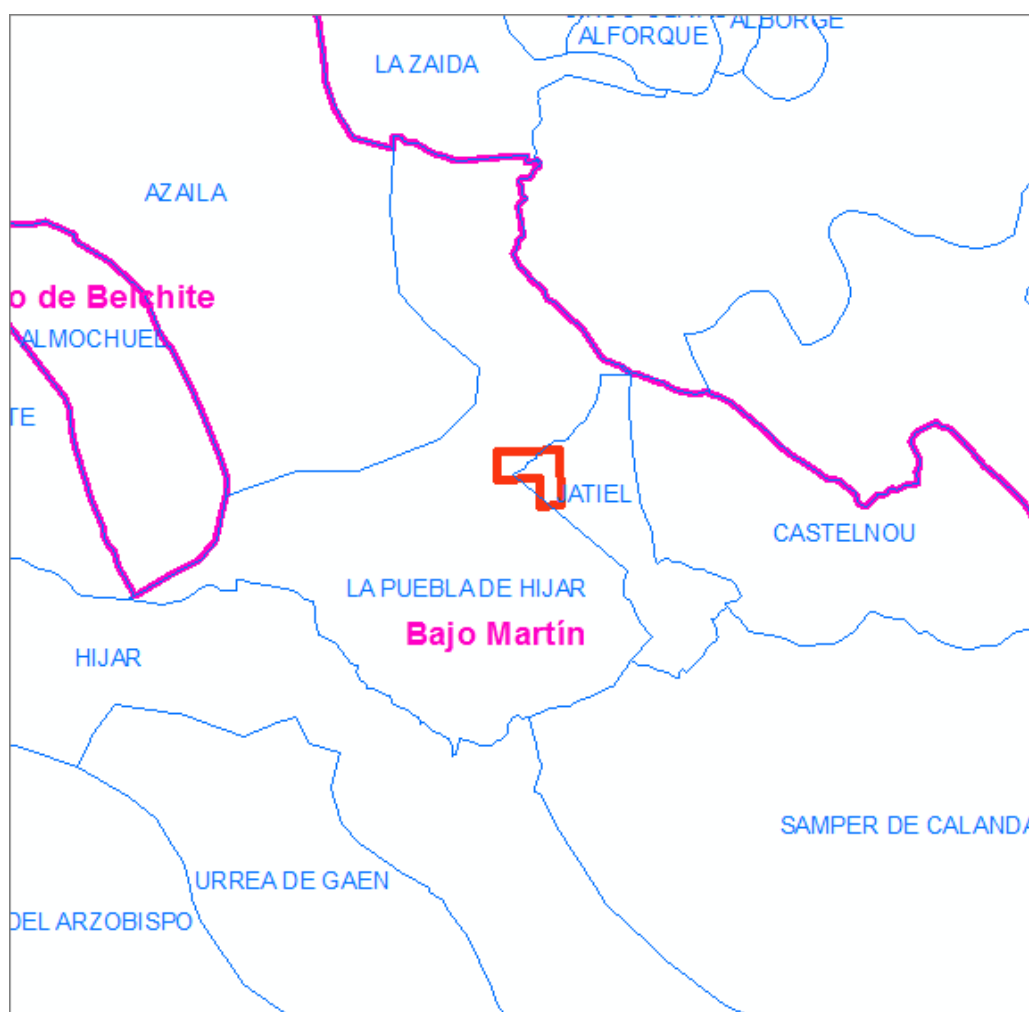 ALBORGE
ALFORQUE
LA ZAIDA
AZAILA
o de Belchite
ALMOCHUEL
TE
JATIEL
CASTELNOU
LA PUEBLA DE HIJAR
Bajo Martín
HIJAR
SAMPER DE CALANDA
URREA DE GAEN
DEL ARZOBISPO